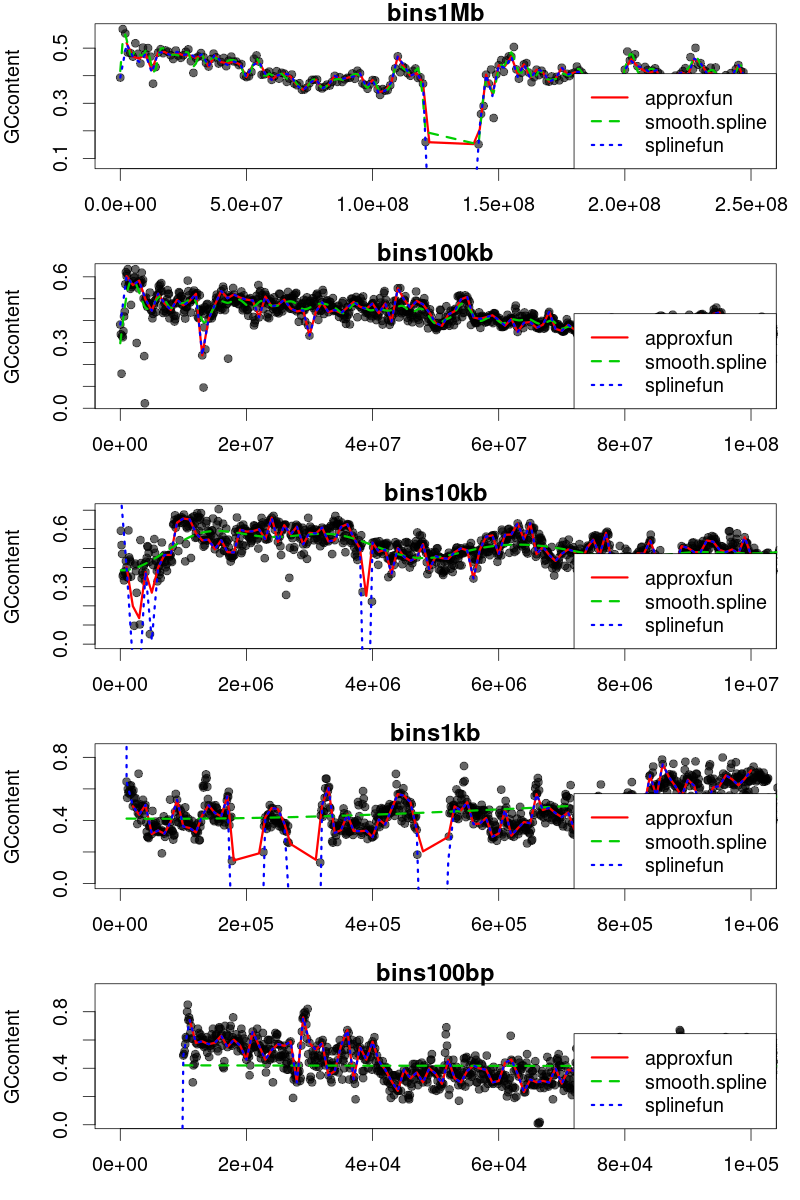 bins1Mb
GCcontent
0.5
0.3
0.1
approxfun
smooth.spline
splinefun
0.0e+00 5.0e+07 1.0e+08 1.5e+08 2.0e+08 2.5e+08
bins100kb
GCcontent
0.6
0.3
0.0
approxfun
smooth.spline
splinefun
0e+00 2e+07 4e+07 6e+07 8e+07 1e+08
bins10kb
GCcontent
0.6
0.3
0.0
approxfun
smooth.spline
splinefun
0e+00 2e+06 4e+06 6e+06 8e+06 1e+07
bins1kb
GCcontent
0.8
0.4
0.0
approxfun
smooth.spline
splinefun
0e+00 2e+05 4e+05 6e+05 8e+05 1e+06
bins100bp
GCcontent
0.8
0.4
0.0
approxfun
smooth.spline
splinefun
0e+00 2e+04 4e+04 6e+04 8e+04 1e+05